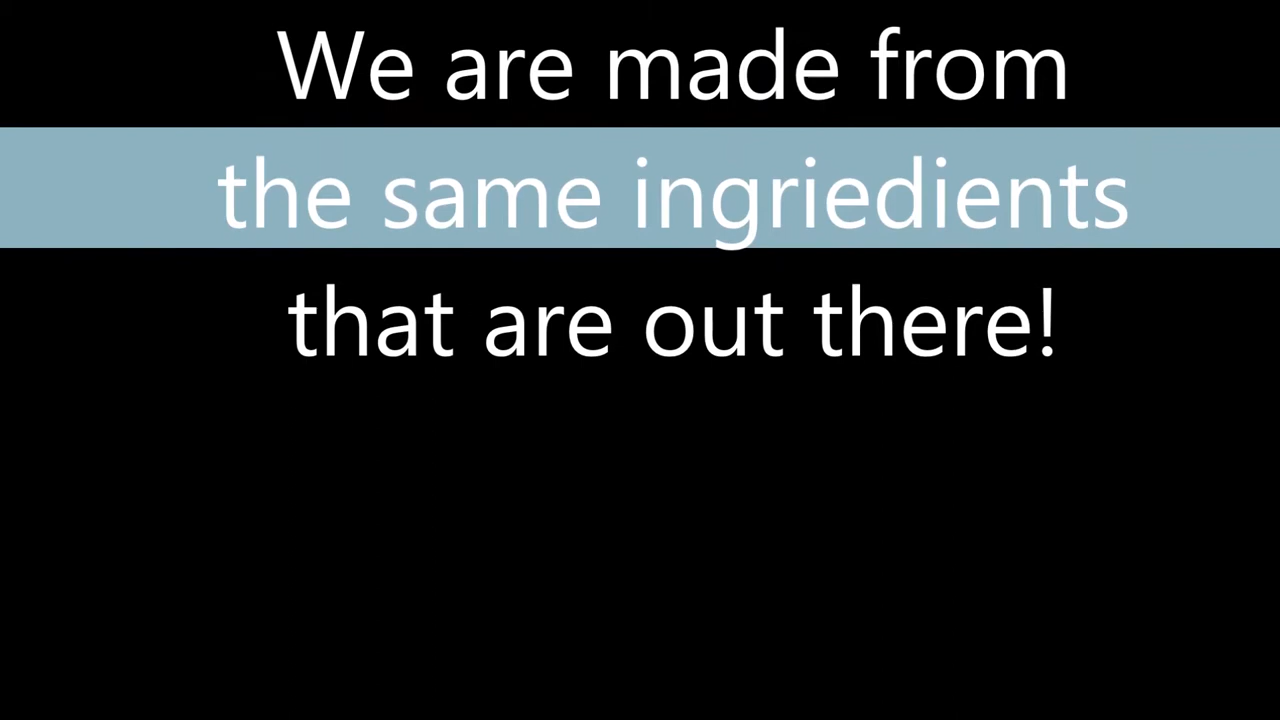 We are made from
the same ingriedients
that are out there!